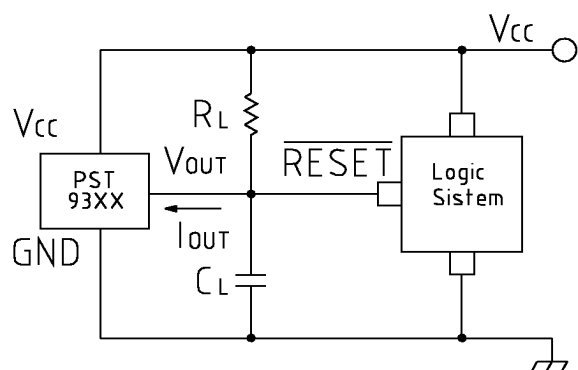 Vcc
RL
Vcc
VOUT
RESET
PST
93XX
Logic
Sistem
IOUT
GND
CL